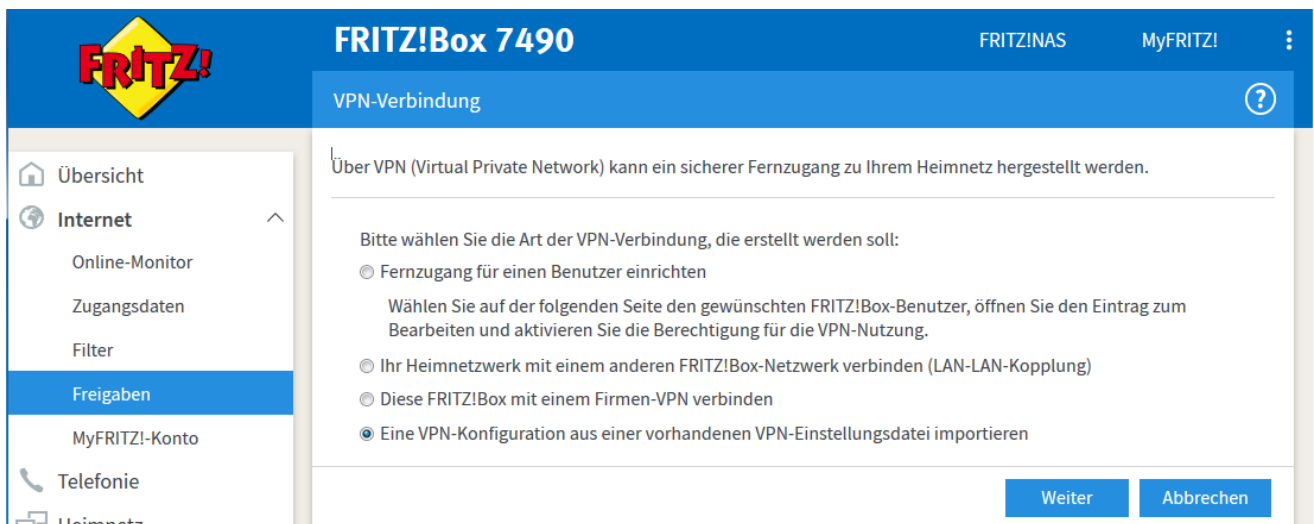 FRITZ!
FRITZ!Box 7490
FRITZ!NAS
MyFRITZ!
VPN-Verbindung
?
Über VPN (Virtual Private Network) kann ein sicherer Fernzugang zu Ihrem Heimnetz hergestellt werden.
Übersicht
Internet
Online-Monitor
Zugangsdaten
Filter
Freigaben
MyFRITZ!-Konto
Telefonie
Heimnetz
Bitte wählen Sie die Art der VPN-Verbindung, die erstellt werden soll:
Fernzugang für einen Benutzer einrichten
Wählen Sie auf der folgenden Seite den gewünschten FRITZ!Box-Benutzer, öffnen Sie den Eintrag zum
Bearbeiten und aktivieren Sie die Berechtigung für die VPN-Nutzung.
Ihr Heimnetzwerk mit einem anderen FRITZ!Box-Netzwerk verbinden (LAN-LAN-Kopplung)
Diese FRITZ!Box mit einem Firmen-VPN verbinden
Eine VPN-Konfiguration aus einer vorhandenen VPN-Einstellungsdatei importieren
Weiter
Abbrechen